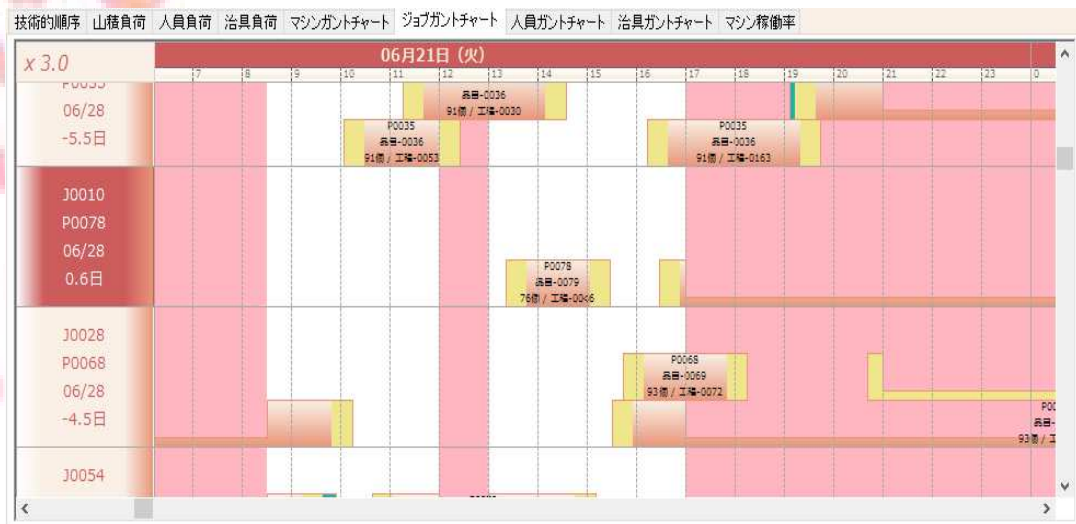 技術的順序 山積負荷 人員負荷 治具負荷 マシンガントチャート ジョブガントチャート 人員ガントチャート 治具ガントチャート マシン稼働率
x 3.0
06月21日 (火)
7 8 9 10 11 12 13 14 15 16 17 18 19 20 21 22 23 0
06/28
-5.5日
品目-0036
91個 / 工程-0030
P0035
品目-0036
91個 / 工程-0053
P0035
品目-0036
91個 / 工程-0163
J0010
P0078
06/28
0.6日
P0078
品目-0079
76個 / 工程-0046
J0028
P0068
06/28
-4.5日
P0068
品目-0069
93個 / 工程-0072
J0054